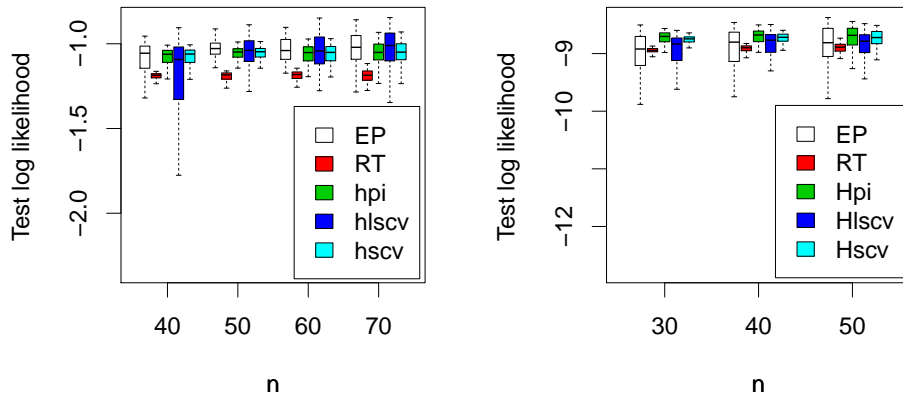 Test log likelihood
−1.0
−1.5
−2.0
EP
RT
hpi
hlscv
hscv
40
50
60
70
n
Test log likelihood
−9
−10
−12
EP
RT
Hpi
Hlscv
Hscv
30
40
50
n